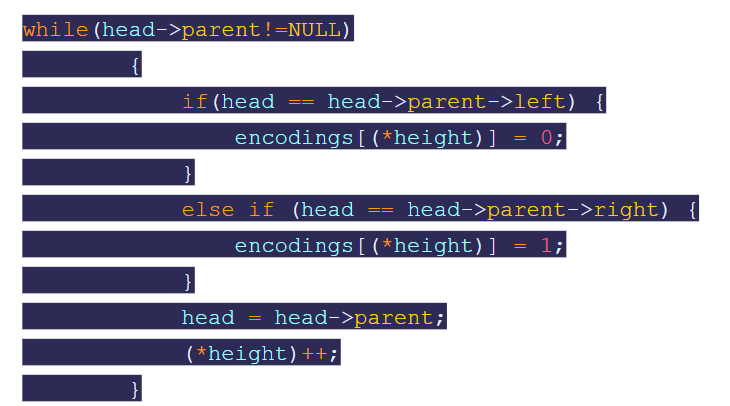 while(head->parent!=NULL)
        {
            if(head == head->parent->left) {
                encodings[(*height)] = 0;
            }
            else if (head == head->parent->right) {
                encodings[(*height)] = 1;
            }
            head = head->parent;
            (*height)++;
        }